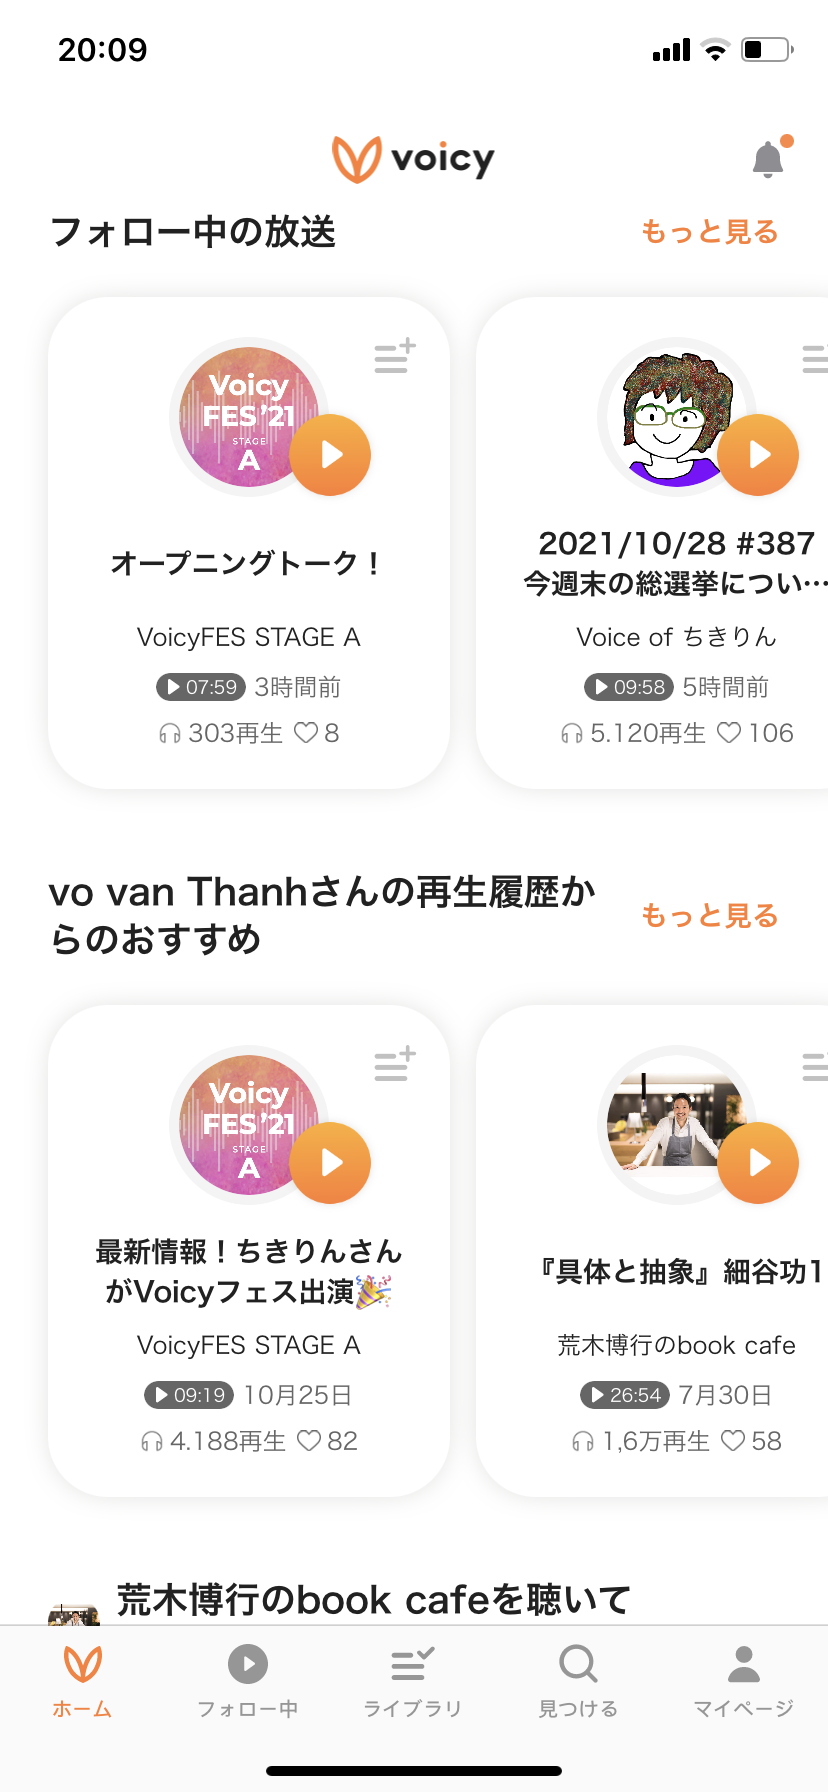 20:09
voicy
フォロー中の放送
もっと見る
Voicy
FES'21
STAGE
A
オープニングトーク！
VoicyFES STAGE A
07:59 3時間前
303再生 8
2021/10/28 #387
今週末の総選挙につい…
Voice of ちきりん
09:58 5時間前
5.120再生 106
vo van Thanhさんの再生履歴か
らのおすすめ
もっと見る
Voicy
FES'21
STAGE
A
最新情報！ちきりんさん
がVoicyフェス出演🎉
VoicyFES STAGE A
09:19 10月25日
4.188再生 82
『具体と抽象』細谷功1
荒木博行のbook cafe
26:54 7月30日
1,6万再生 58
荒木博行のbook cafeを聴いて
ホーム
フォロー中
ライブラリ
見つける
マイページ